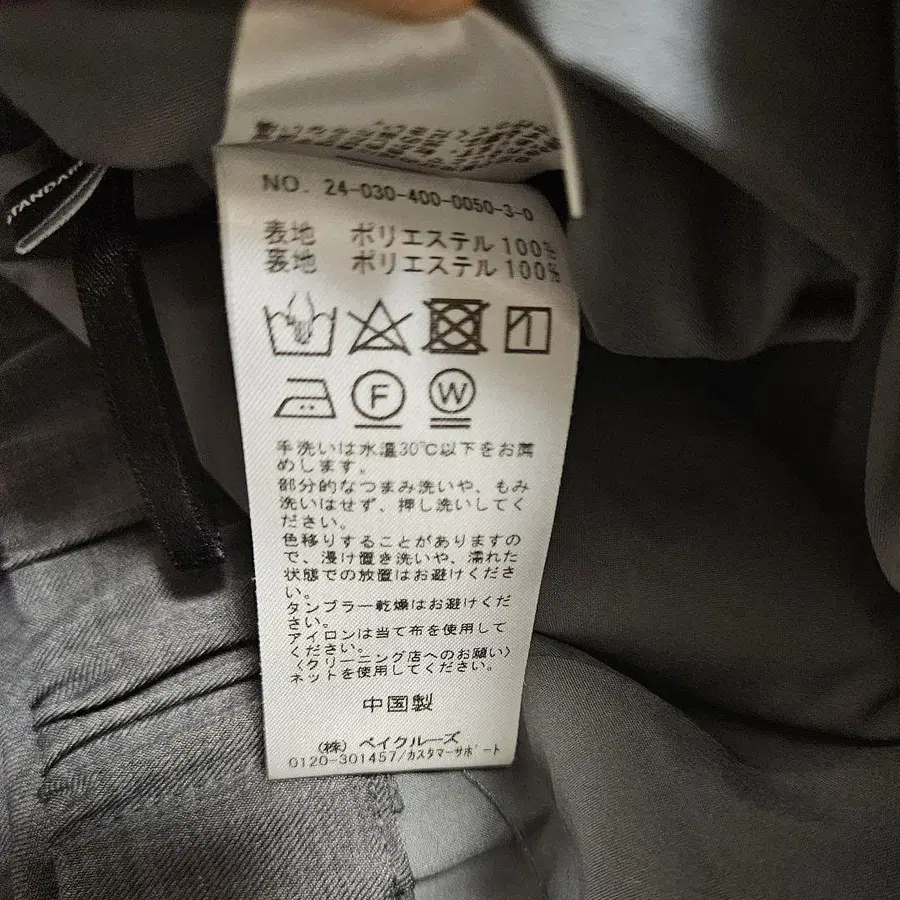 TANDAR
NO. 24-030-400-0050-3-0
表地 ポリエステル 100%
裏地 ポリエステル 100%
F
W
手洗いは水温30℃以下をお薦
めします。
部分的なつまみ洗いや、もみ
洗いはせず、押し洗いしてく
ださい。
色移りすることがありますの
で、浸け置き洗いや、濡れた
状態での放置はお避けくださ
い。
タンブラー乾燥はお避けくだ
さい。
アイロンは当て布を使用して
ください。
〈クリーニング店へのお願い〉
ネットを使用してください。
中国製
(株) ベイクルーズ
0120-301457/カスタマーサポート